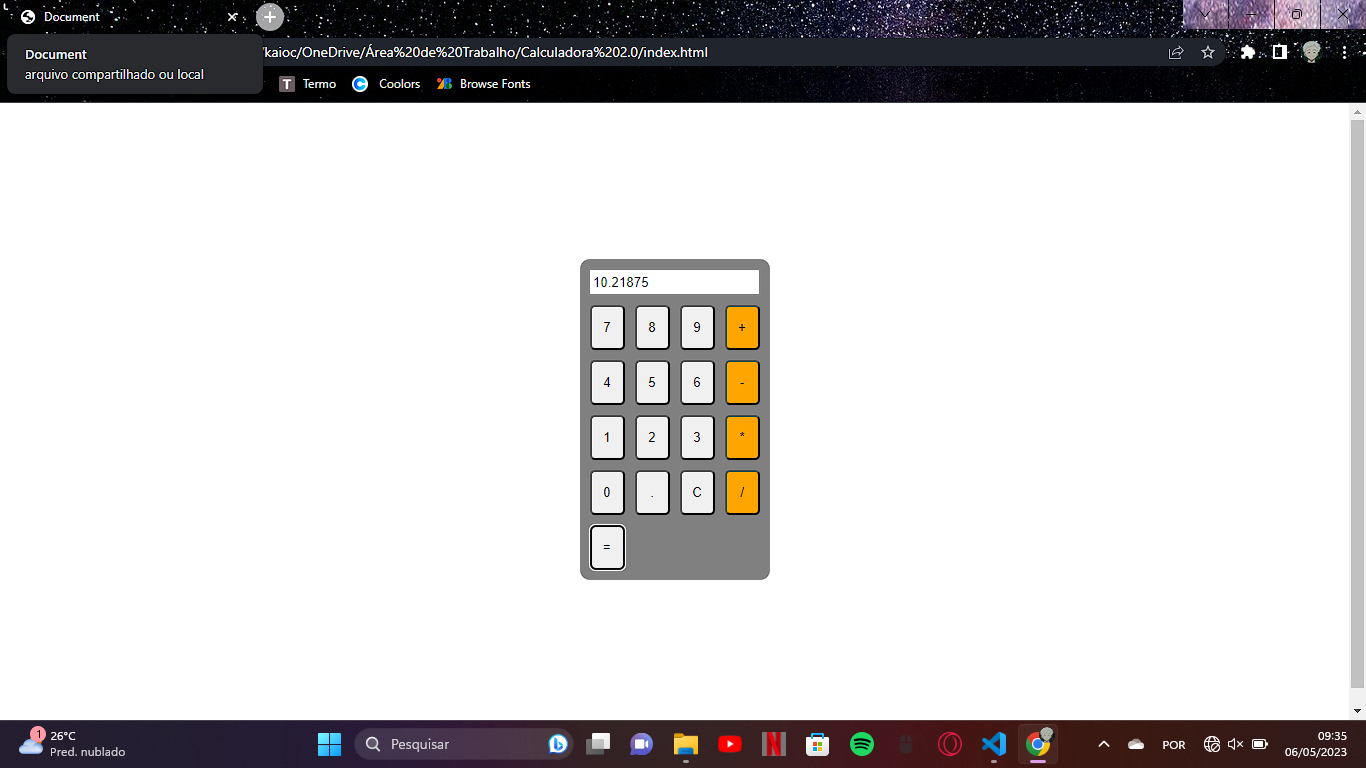 Document
/kaioc/OneDrive/Área%20de%20Trabalho/Calculadora%202.0/index.html
Document
arquivo compartilhado ou local
T Termo Coolors Browse Fonts
10.21875
7 8 9 +
4 5 6 -
1 2 3 *
0 . C /
=
1
26°C
Pred. nublado
Pesquisar
POR
09:35
06/05/2023